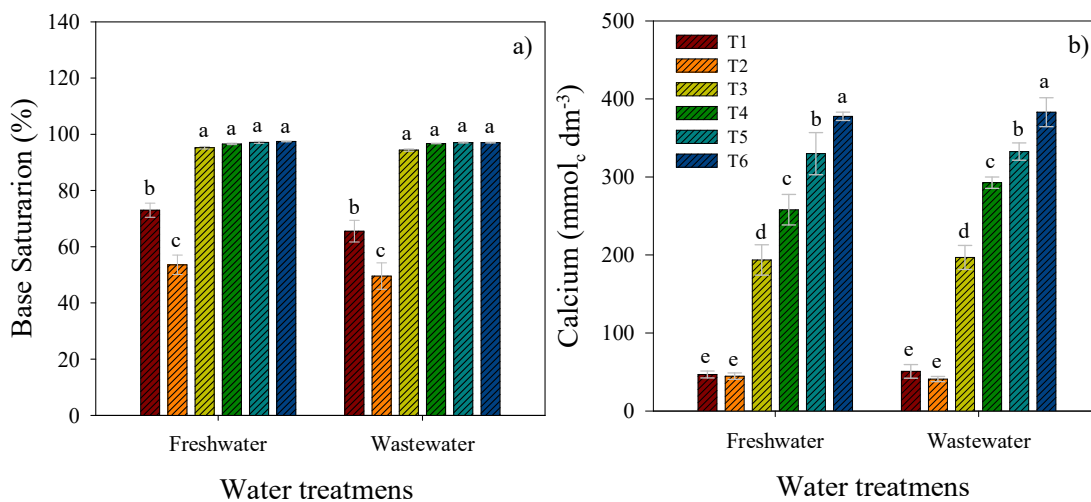 140
120
100
80
60
40
20
0
Base Saturarion (%)
a)
b
c
a a a a
b
c
a a a a
Freshwater Wastewater
Water treatmens
500
400
300
200
100
0
Calcium (mmol_c dm^-3)
b)
T1
T2
T3
T4
T5
T6
e e d c b a
e e d c b a
Freshwater Wastewater
Water treatmens